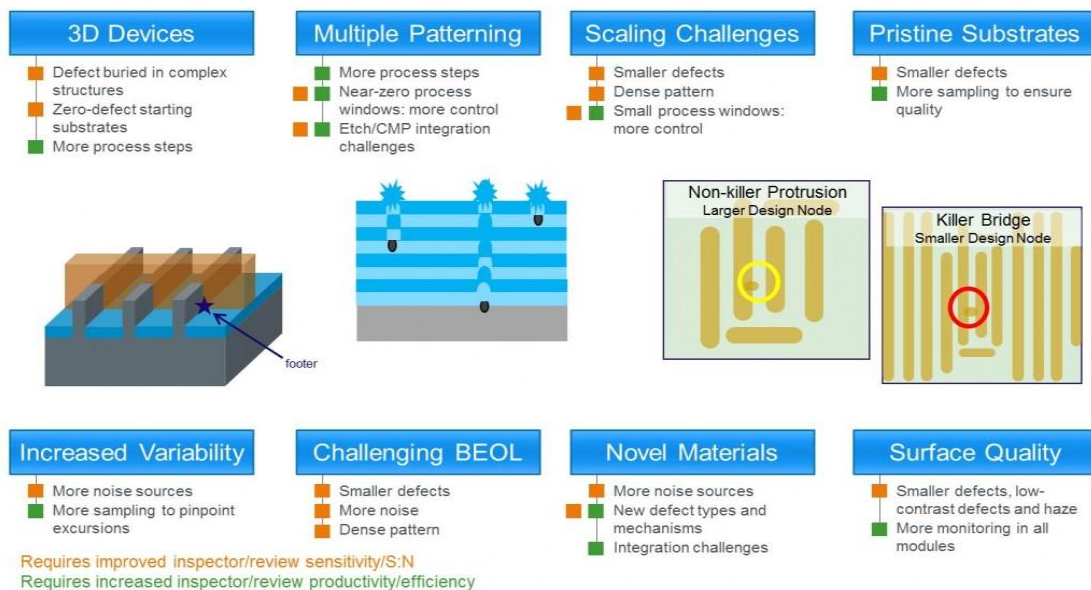 3D Devices
Defect buried in complex
structures
Zero-defect starting
substrates
More process steps
Multiple Patterning
More process steps
Near-zero process
windows: more control
Etch/CMP integration
challenges
Scaling Challenges
Smaller defects
Dense pattern
Small process windows:
more control
Pristine Substrates
Smaller defects
More sampling to ensure
quality
footer
Non-killer Protrusion
Larger Design Node
Killer Bridge
Smaller Design Node
Increased Variability
More noise sources
More sampling to pinpoint
excursions
Challenging BEOL
Smaller defects
More noise
Dense pattern
Novel Materials
More noise sources
New defect types and
mechanisms
Integration challenges
Surface Quality
Smaller defects, low-
contrast defects and haze
More monitoring in all
modules
Requires improved inspector/review sensitivity/S:N
Requires increased inspector/review productivity/efficiency